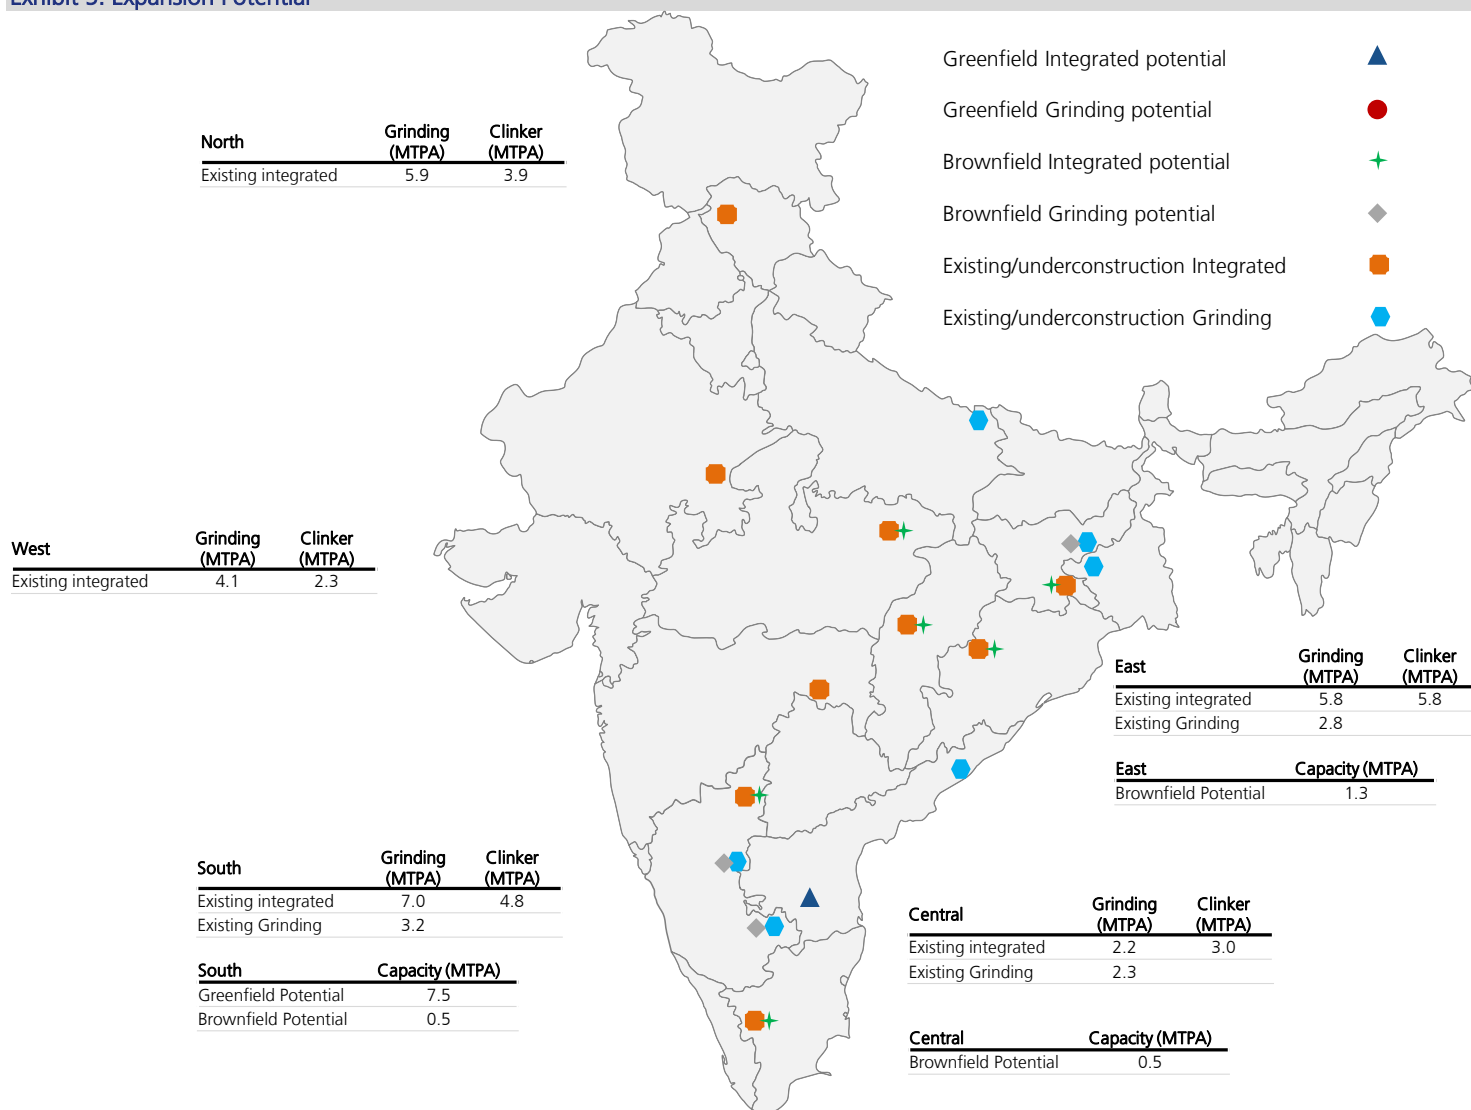 Exhibit 5: Expansion Potential
Greenfield Integrated potential
Greenfield Grinding potential
Brownfield Integrated potential
Brownfield Grinding potential
Existing/underconstruction Integrated
Existing/underconstruction Grinding
North Grinding (MTPA) Clinker (MTPA)
Existing integrated 5.9 3.9
West Grinding (MTPA) Clinker (MTPA)
Existing integrated 4.1 2.3
East Grinding (MTPA) Clinker (MTPA)
Existing integrated 5.8 5.8
Existing Grinding 2.8
East Capacity (MTPA)
Brownfield Potential 1.3
South Grinding (MTPA) Clinker (MTPA)
Existing integrated 7.0 4.8
Existing Grinding 3.2
South Capacity (MTPA)
Greenfield Potential 7.5
Brownfield Potential 0.5
Central Grinding (MTPA) Clinker (MTPA)
Existing integrated 2.2 3.0
Existing Grinding 2.3
Central Capacity (MTPA)
Brownfield Potential 0.5